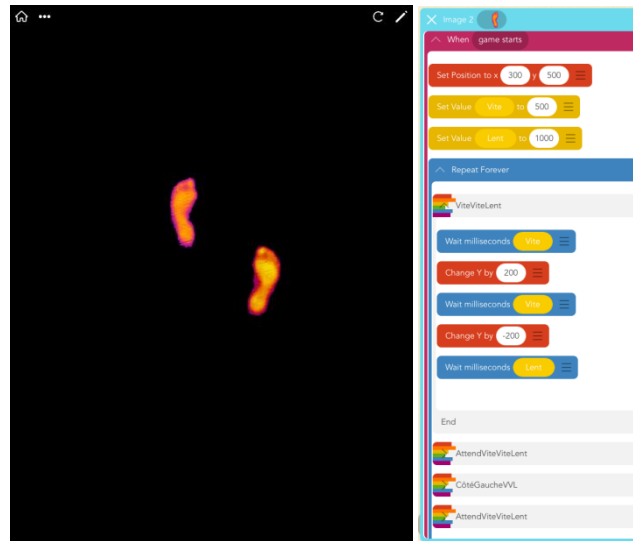 Image 2
When game starts
Set Position to x 300 y 500
Set Value Vite to 500
Set Value Lent to 1000
Repeat Forever
ViteViteLent
Wait milliseconds Vite
Change Y by 200
Wait milliseconds Vite
Change Y by -200
Wait milliseconds Lent
End
AttendViteViteLent
CôtéGaucheVVL
AttendViteViteLent